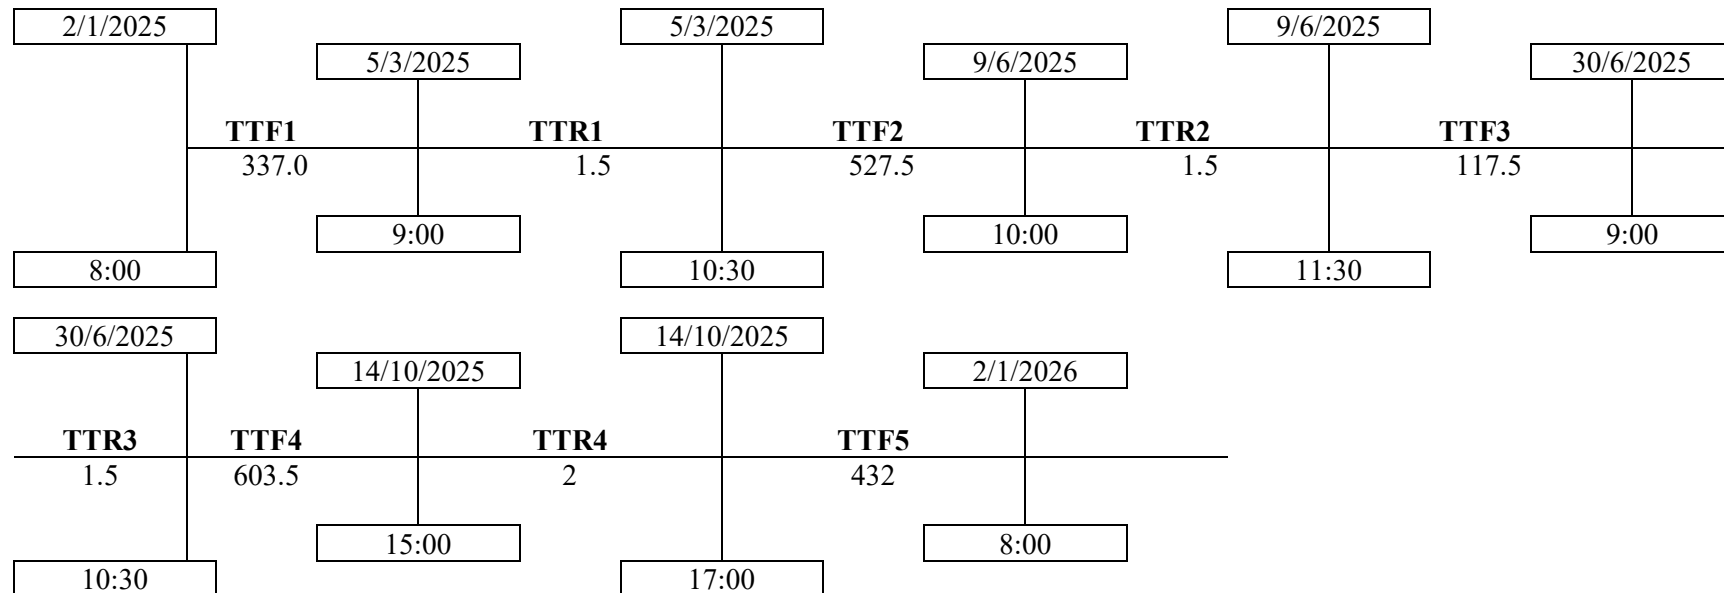 2/1/2025 5/3/2025 9/6/2025
5/3/2025 9/6/2025 30/6/2025
TTF1 TTR1 TTF2 TTR2 TTF3
337.0 1.5 527.5 1.5 117.5
9:00 10:00 9:00
8:00 10:30 11:30
30/6/2025 14/10/2025
14/10/2025 2/1/2026
TTR3 TTF4 TTR4 TTF5
1.5 603.5 2 432
15:00 8:00
10:30 17:00